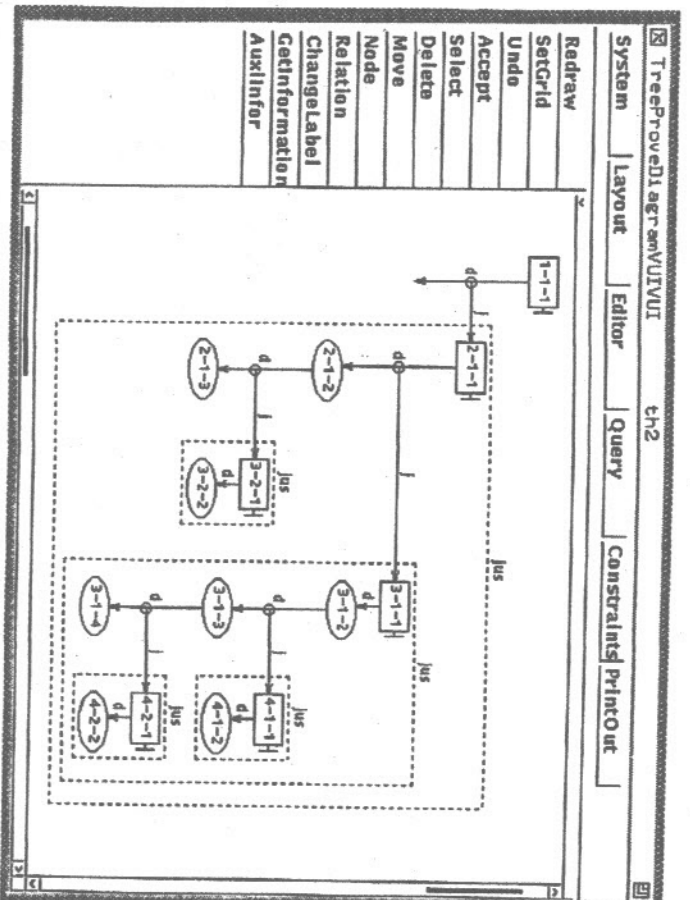 TreeProveDiagramVUIVUI th2
System Layout Editor Query Constraints PrintOut
Redraw
SetGrid
Undo
Accept
Select
Delete
Move
Node
Relation
ChangeLabel
GetInformation
AuxiInfor
1-1-1
d
j
jus
2-1-1
d
j
jus
3-1-1
2-1-2
d
3-1-2
d
j
jus
4-1-1
j
jus
3-2-1
2-1-3
d
3-2-2
3-1-3
d
4-1-2
d
j
jus
4-2-1
3-1-4
d
4-2-2